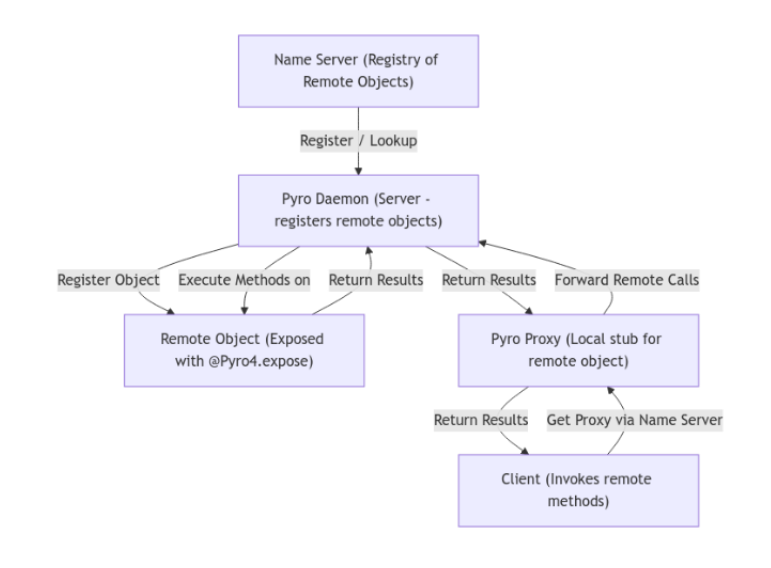 Name Server (Registry of
Remote Objects)
Register / Lookup
Pyro Daemon (Server -
registers remote objects)
Register Object
Execute Methods on
Return Results
Return Results
Forward Remote Calls
Remote Object (Exposed
with @Pyro4.expose)
Pyro Proxy (Local stub for
remote object)
Return Results
Get Proxy via Name Server
Client (Invokes remote
methods)